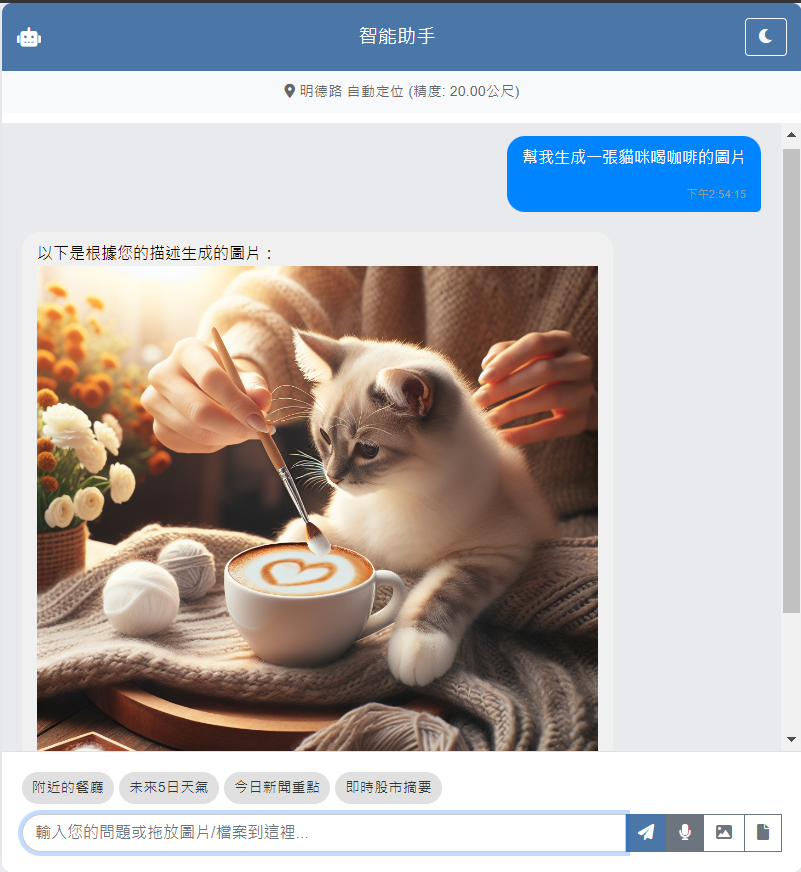 智能助手
明德路 自動定位 (精度: 20.00公尺)
幫我生成一張貓咪喝咖啡的圖片
下午2:54:15
以下是根據您的描述生成的圖片：
附近的餐廳
未來5日天氣
今日新聞重點
即時股市摘要
輸入您的問題或拖放圖片/檔案到這裡...